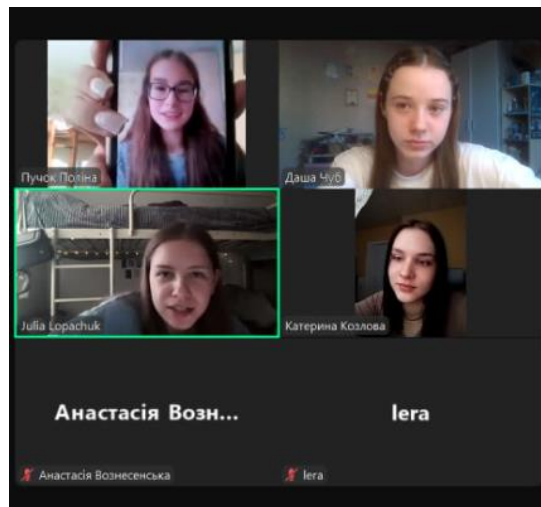 Пучок Поліна
Даша Чуб
Julia Lopachuk
Катерина Козлова
Анастасія Возн...
lera
Анастасія Вознесенська
lera